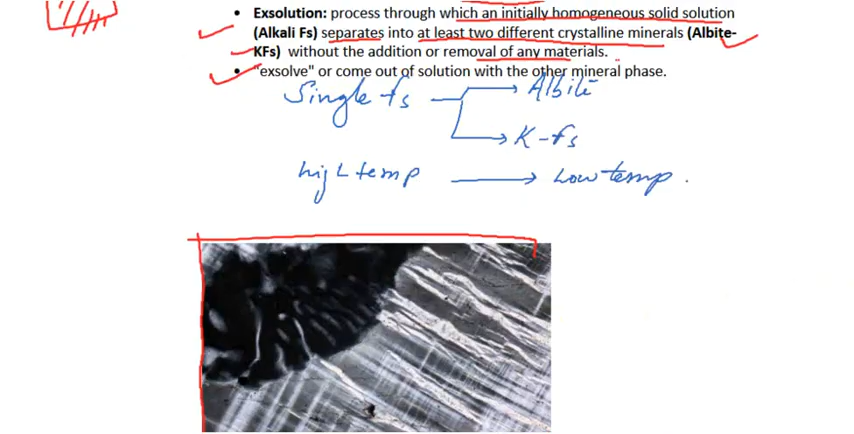 • Exsolution: process through which an initially homogeneous solid solution
(Alkali Fs) separates into at least two different crystalline minerals (Albite-
KFs) without the addition or removal of any materials.
• "exsolve" or come out of solution with the other mineral phase.
Single fs → Albite
→ K-fs
high temp → Low temp.